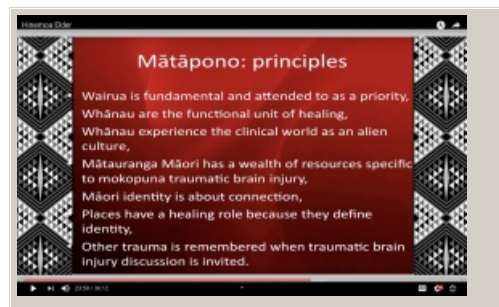 Hinemoa Elder
Mātāpono: principles
Wairua is fundamental and attended to as a priority,
Whānau are the functional unit of healing,
Whānau experience the clinical world as an alien
culture,
Mātauranga Māori has a wealth of resources specific
to mokopuna traumatic brain injury,
Māori identity is about connection,
Places have a healing role because they define
identity,
Other trauma is remembered when traumatic brain
injury discussion is invited.